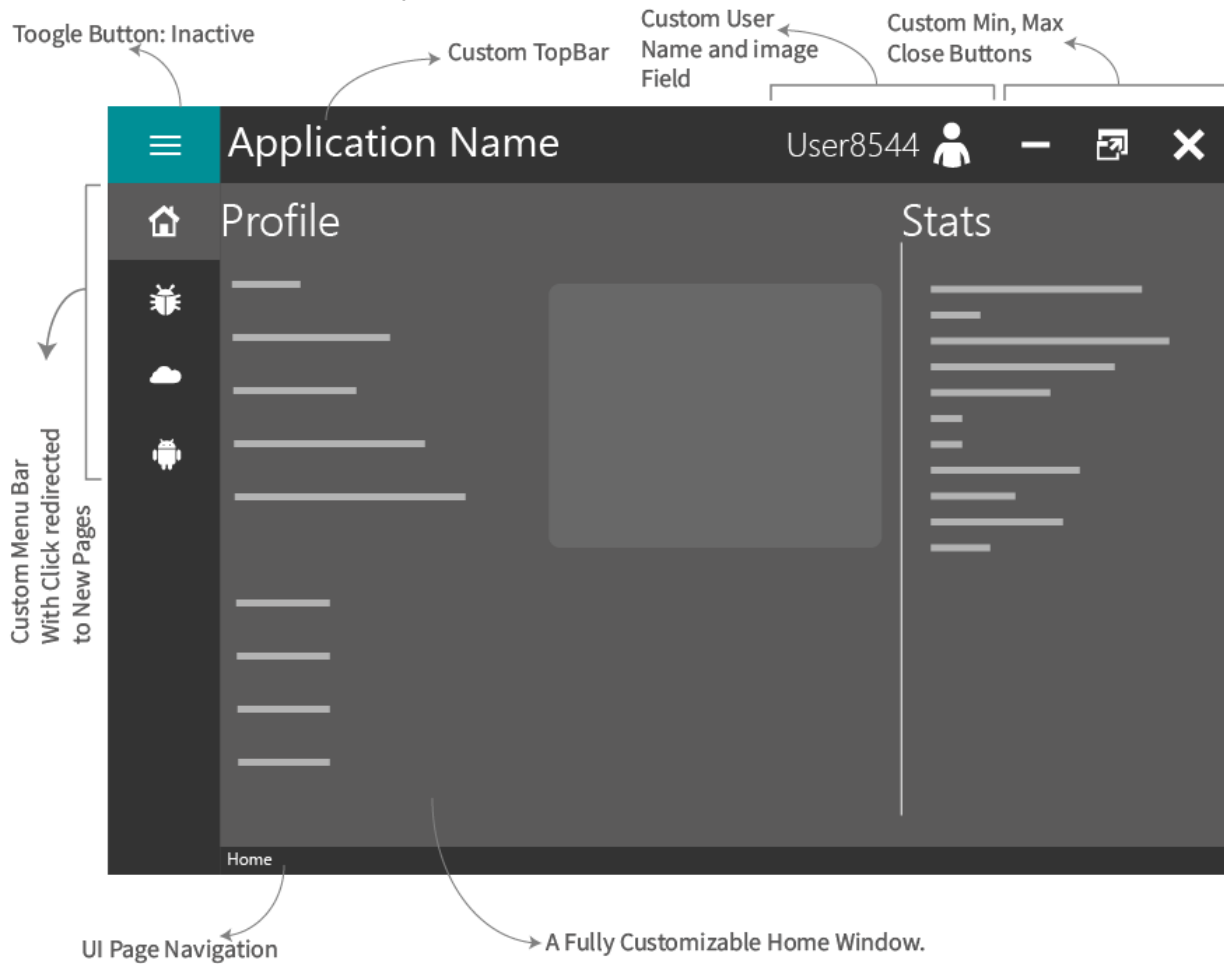 Toogle Button: Inactive
Custom TopBar
Custom User
Name and image
Field
Custom Min, Max
Close Buttons
Application Name
User8544
Profile
Stats
Custom Menu Bar
With Click redirected
to New Pages
Home
UI Page Navigation
A Fully Customizable Home Window.